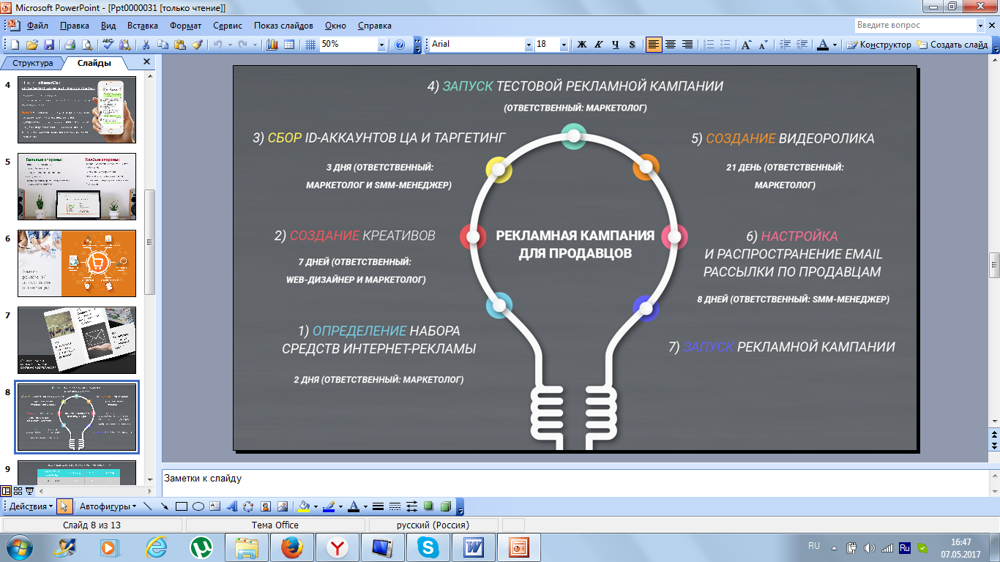 Microsoft PowerPoint - [Ppt0000031 [только чтение]]
Файл Правка Вид Вставка Формат Сервис Показ слайдов Окно Справка
Введите вопрос
50%
Arial
18
Ж К Ч S
Конструктор
Создать слайд
Структура
Слайды
4
5
Сильные стороны:
Слабые стороны:
6
7
8
9
4) ЗАПУСК ТЕСТОВОЙ РЕКЛАМНОЙ КАМПАНИИ
(ОТВЕТСТВЕННЫЙ: МАРКЕТОЛОГ)
3) СБОР ID-АККАУНТОВ ЦА И ТАРГЕТИНГ
3 ДНЯ (ОТВЕТСТВЕННЫЙ:
МАРКЕТОЛОГ И SMM-МЕНЕДЖЕР)
5) СОЗДАНИЕ ВИДЕОРОЛИКА
21 ДЕНЬ (ОТВЕТСТВЕННЫЙ:
МАРКЕТОЛОГ)
2) СОЗДАНИЕ КРЕАТИВОВ
7 ДНЕЙ (ОТВЕТСТВЕННЫЙ:
WEB-ДИЗАЙНЕР И МАРКЕТОЛОГ)
РЕКЛАМНАЯ КАМПАНИЯ
ДЛЯ ПРОДАВЦОВ
6) НАСТРОЙКА
И РАСПРОСТРАНЕНИЕ EMAIL
РАССЫЛКИ ПО ПРОДАВЦАМ
8 ДНЕЙ (ОТВЕТСТВЕННЫЙ: SMM-МЕНЕДЖЕР)
1) ОПРЕДЕЛЕНИЕ НАБОРА
СРЕДСТВ ИНТЕРНЕТ-РЕКЛАМЫ
2 ДНЯ (ОТВЕТСТВЕННЫЙ: МАРКЕТОЛОГ)
7) ЗАПУСК РЕКЛАМНОЙ КАМПАНИИ
Заметки к слайду
Действия
Автофигуры
Слайд 8 из 13
Тема Office
русский (Россия)
RU
Ru
16:47
07.05.2017